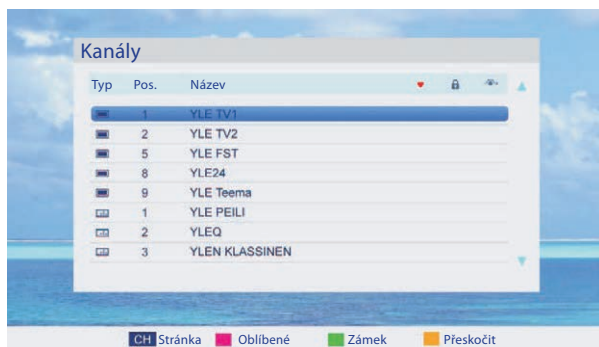 Kanály
Typ Pos. Název
1 YLE TV1
2 YLE TV2
5 YLE FST
8 YLE24
9 YLE Teema
1 YLE PEILI
2 YLEQ
3 YLEN KLASSINEN
CH Stránka Oblíbené Zámek Přeskočit